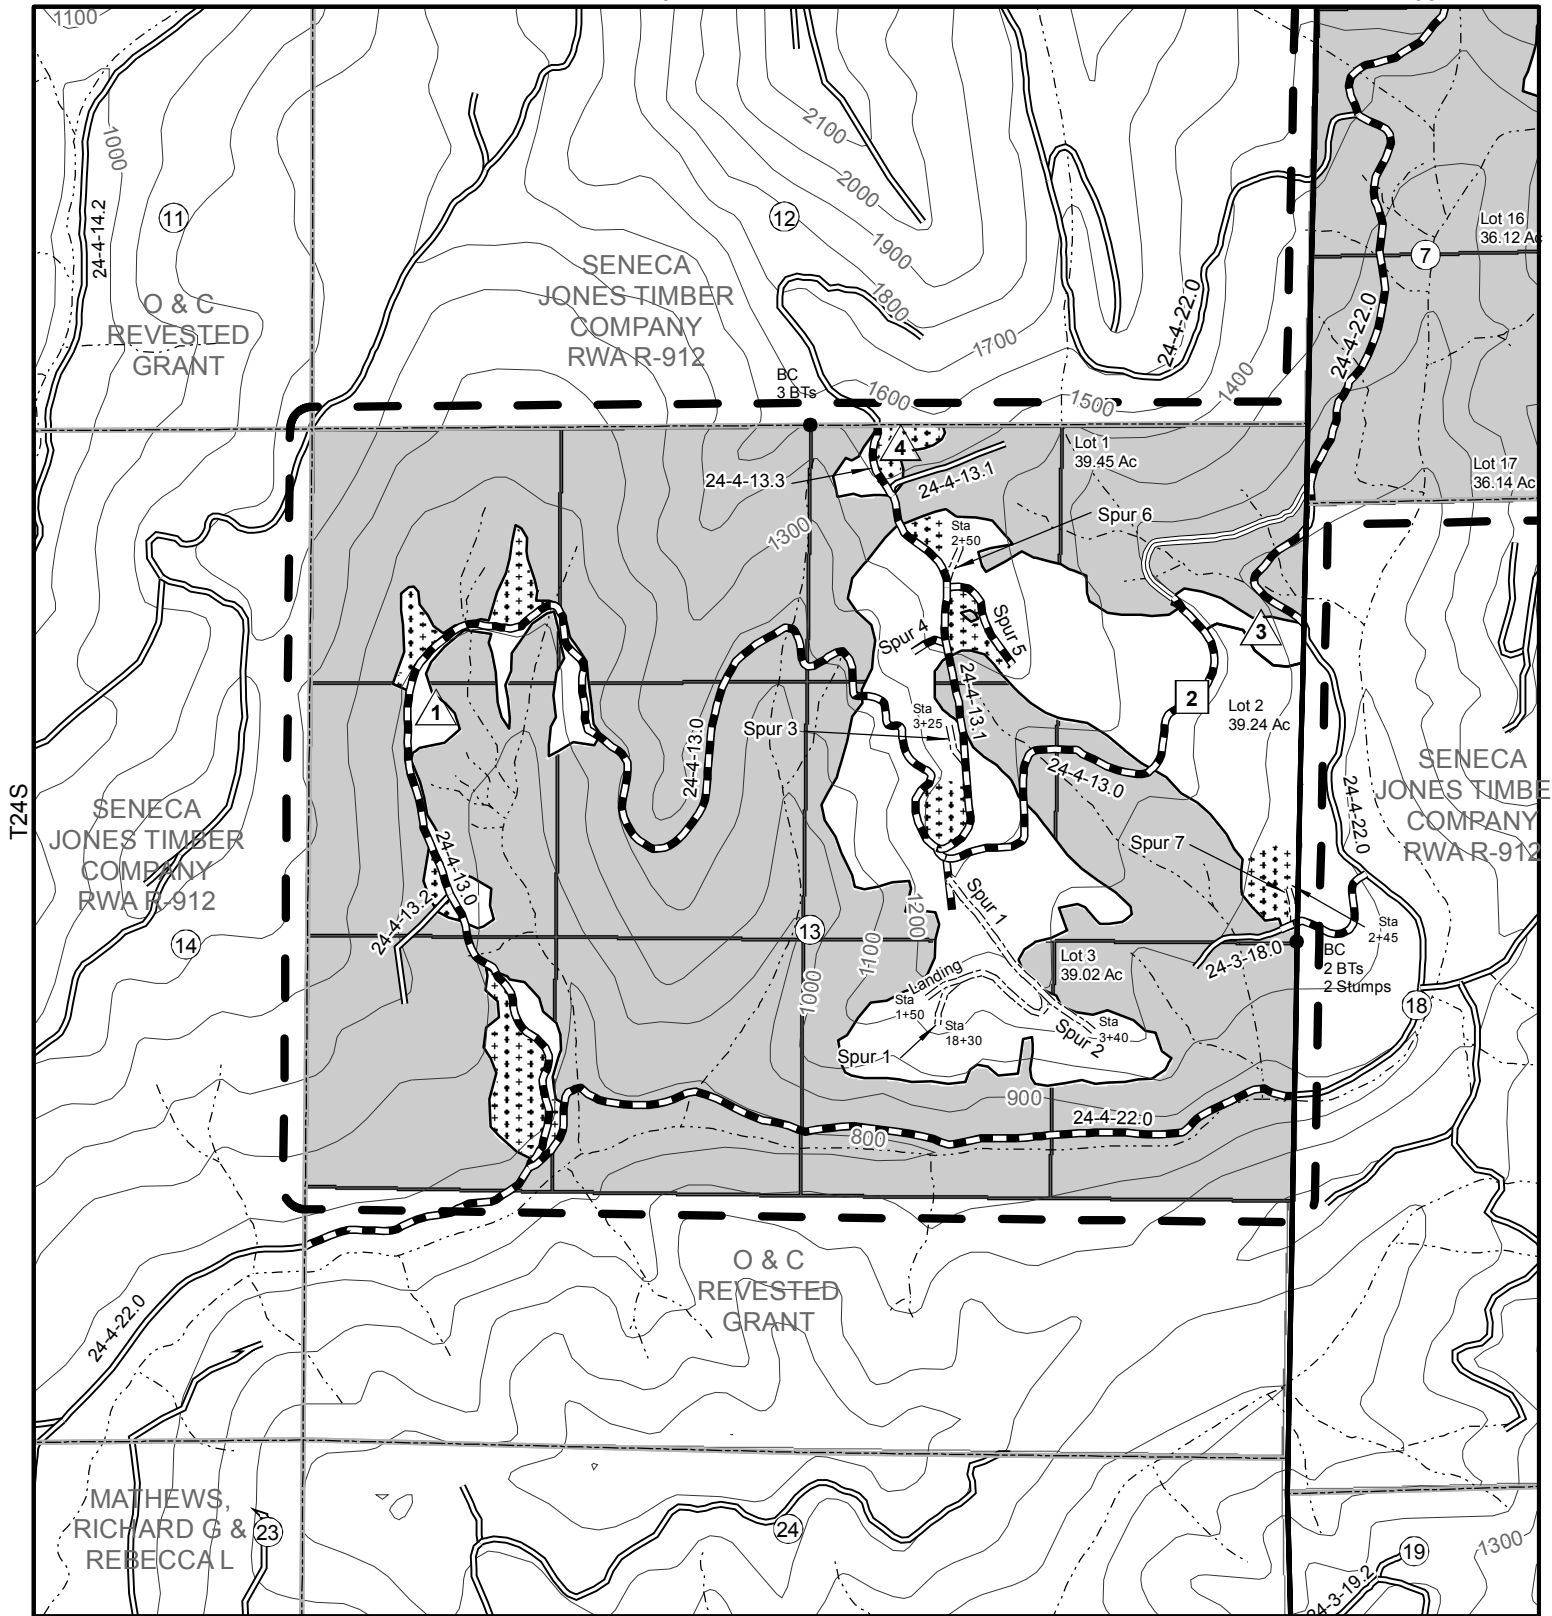 1100
2100
1000
24-4-14.2
11
12
2000
Lot 16
36.12 Ac
7
1900
SENECA
JONES TIMBER
COMPANY
RWA R-912
O & C
REVESTED
GRANT
1800
24-4-22.0
24-4-22.0
1700
BC
3 BTs
1600
1500
1400
4
Lot 1
39.45 Ac
Lot 17
36.14 Ac
24-4-13.3
24-4-13.1
Spur 6
Sta
2+50
1300
Spur 4
Spur 5
3
1
2
24-4-13.1
Sta
3+25
Spur 3
Lot 2
39.24 Ac
24-4-13.0
24-4-13.0
SENECA
JONES TIMBE
COMPANY
RWA R-912
T24S
SENECA
JONES TIMBER
COMPANY
RWA R-912
24-4-22.0
Spur 7
24-4-13.0
24-4-13.2
Spur 1
1200
Sta
2+45
13
14
1100
Lot 3
39.02 Ac
24-3-18.0
BC
2 BTs
2 Stumps
Landing
1000
Sta
1+50
18
Sta
18+30
Spur 2
Sta
3+40
Spur 1
900
24-4-22.0
800
O & C
REVESTED
GRANT
24-4-22.0
MATHEWS,
RICHARD G &
REBECCA L
23
24
19
1300
24-3-19.2